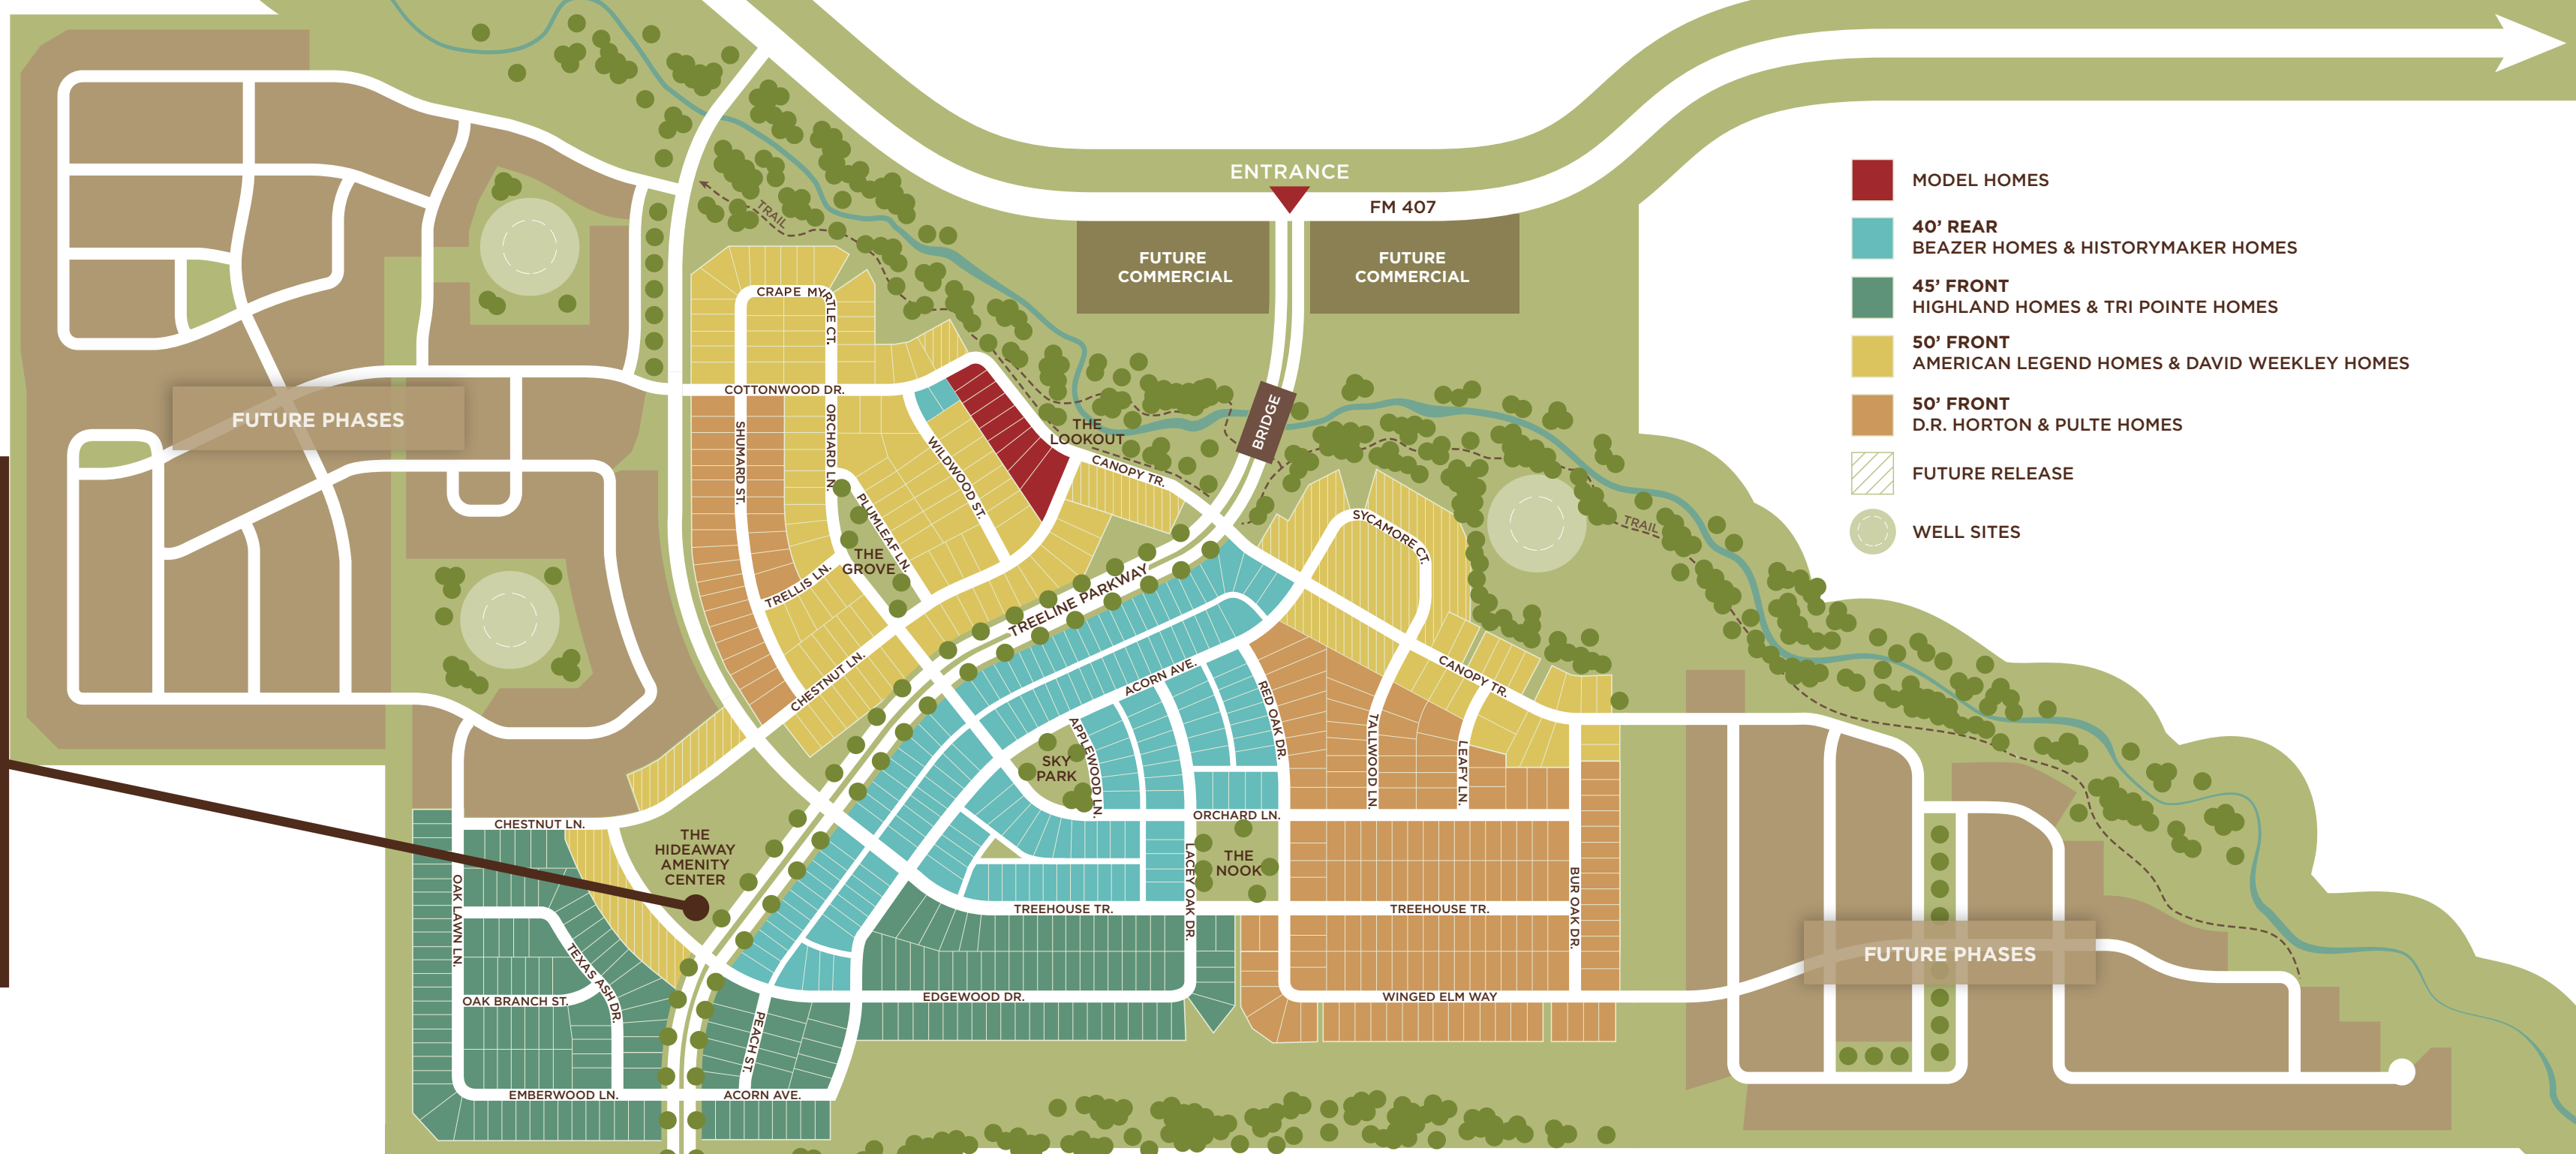 ENTRANCE
FM 407
FUTURE
COMMERCIAL
FUTURE
COMMERCIAL
MODEL HOMES
40’ REAR
BEAZER HOMES & HISTORYMAKER HOMES
45’ FRONT
HIGHLAND HOMES & TRI POINTE HOMES
50’ FRONT
AMERICAN LEGEND HOMES & DAVID WEEKLEY HOMES
50’ FRONT
D.R. HORTON & PULTE HOMES
FUTURE RELEASE
WELL SITES
TRAIL
CRAPE MYRTLE CT.
COTTONWOOD DR.
FUTURE PHASES
SHUMARD ST.
ORCHARD LN.
WILDWOOD ST.
PLUMLEAF LN.
THE
LOOKOUT
BRIDGE
CANOPY TR.
SYCAMORE CT.
TRAIL
THE
GROVE
TRELLIS LN.
TREELINE PARKWAY
CHESTNUT LN.
ACORN AVE.
RED OAK DR.
CANOPY TR.
APPLEWOOD LN.
SKY
PARK
TALLWOOD LN.
LEAFY LN.
ORCHARD LN.
CHESTNUT LN.
THE
HIDEAWAY
AMENITY
CENTER
LACEY OAK DR.
THE
NOOK
BUR OAK DR.
OAK LAWN LN.
TREEHOUSE TR.
TREEHOUSE TR.
TEXAS ASH DR.
FUTURE PHASES
OAK BRANCH ST.
EDGEWOOD DR.
WINGED ELM WAY
PEACH ST.
EMBERWOOD LN.
ACORN AVE.